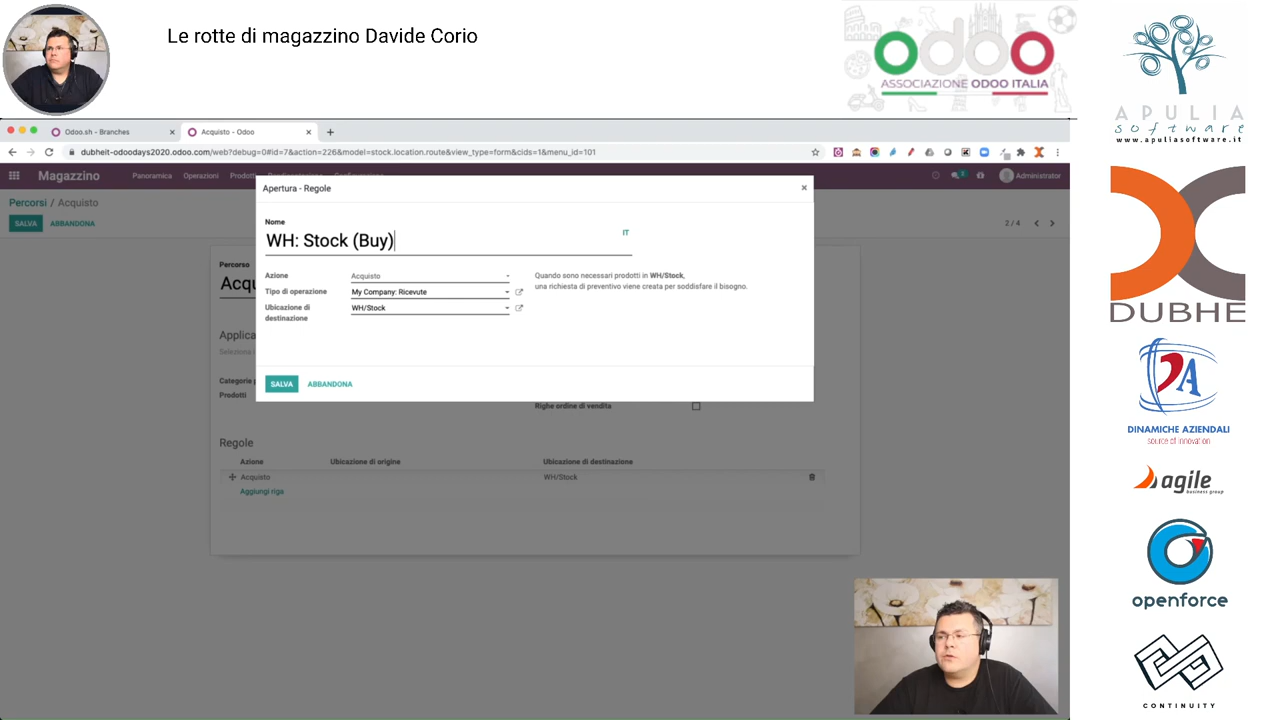 Le rotte di magazzino Davide Corio
odoo
ASSOCIAZIONE ODOO ITALIA
APULIA
software
www.apuliasoftware.it
Odoo.sh - Branches
Acquisto - Odoo
dubheit-odoodays2020.odoo.com/web?debug=0#id=7&action=226&model=stock.location.route&view_type=form&cids=1&menu_id=101
Magazzino
Panoramica
Operazioni
Administrator
Percorsi / Acquisto
SALVA
ABBANDONA
2 / 4
Apertura - Regole
Nome
WH: Stock (Buy)
IT
Azione
Acquisto
Tipo di operazione
My Company: Ricevute
Ubicazione di
destinazione
WH/Stock
Quando sono necessari prodotti in WH/Stock,
una richiesta di preventivo viene creata per soddisfare il bisogno.
SALVA
ABBANDONA
Percorso
Prodotti
Righe ordine di vendita
Regole
Azione
Ubicazione di origine
Ubicazione di destinazione
Acquisto
WH/Stock
Aggiungi riga
DUBHE
DINAMICHE AZIENDALI
source of innovation
agile
business group
openforce
CONTINUITY